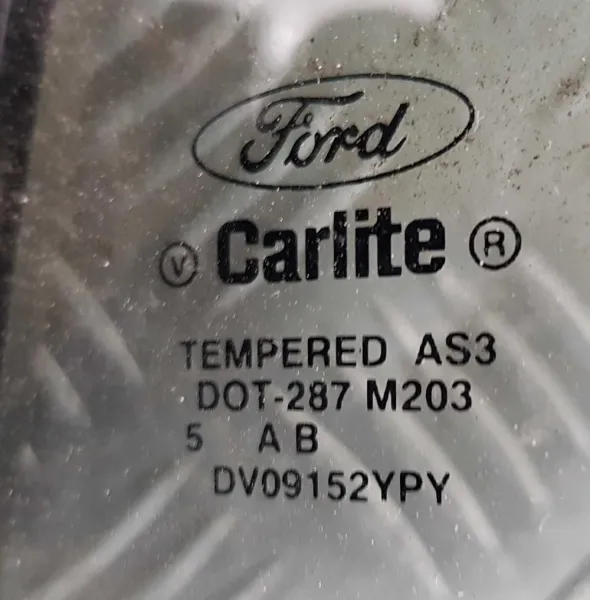 Ford
V Carlite ®
TEMPERED AS3
DOT-287 M203
5 A B
DV09152YPY